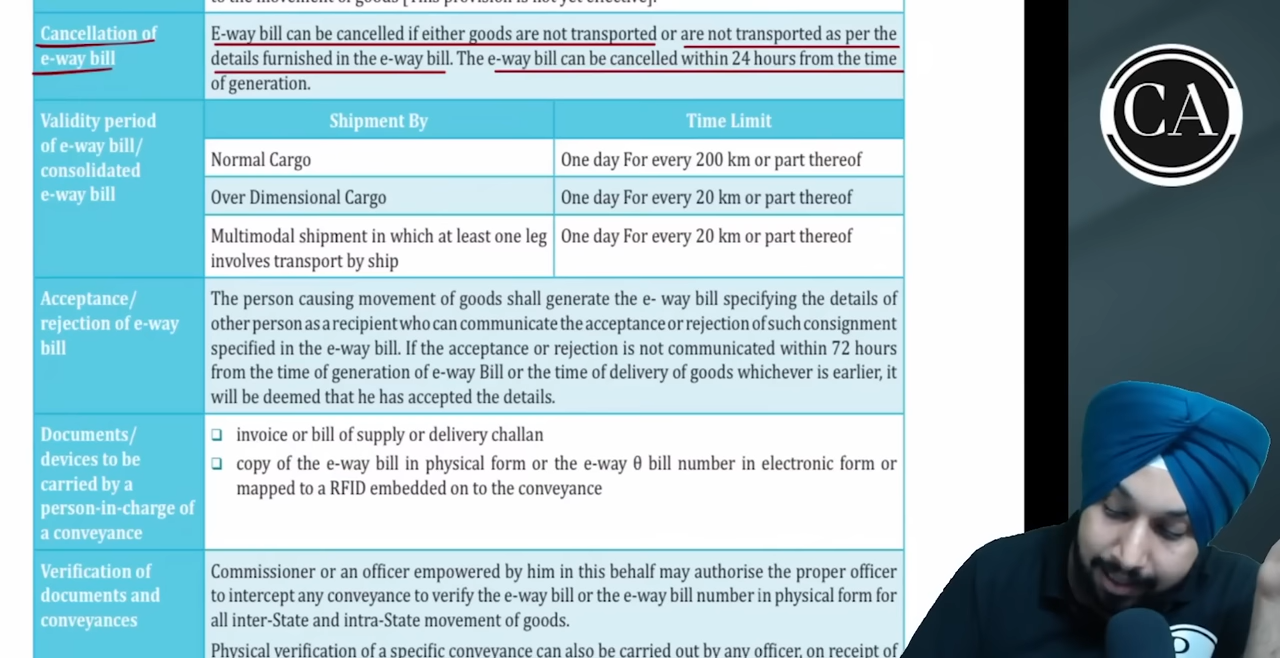 Cancellation of
e-way bill
E-way bill can be cancelled if either goods are not transported or are not transported as per the
details furnished in the e-way bill. The e-way bill can be cancelled within 24 hours from the time
of generation.
Validity period
of e-way bill/
consolidated
e-way bill
Shipment By
Time Limit
Normal Cargo
One day For every 200 km or part thereof
Over Dimensional Cargo
One day For every 20 km or part thereof
Multimodal shipment in which at least one leg
involves transport by ship
One day For every 20 km or part thereof
Acceptance/
rejection of e-way
bill
The person causing movement of goods shall generate the e- way bill specifying the details of
other person as a recipient who can communicate the acceptance or rejection of such consignment
specified in the e-way bill. If the acceptance or rejection is not communicated within 72 hours
from the time of generation of e-way Bill or the time of delivery of goods whichever is earlier, it
will be deemed that he has accepted the details.
Documents/
devices to be
carried by a
person-in-charge of
a conveyance
invoice or bill of supply or delivery challan
copy of the e-way bill in physical form or the e-way θ bill number in electronic form or
mapped to a RFID embedded on to the conveyance
Verification of
documents and
conveyances
Commissioner or an officer empowered by him in this behalf may authorise the proper officer
to intercept any conveyance to verify the e-way bill or the e-way bill number in physical form for
all inter-State and intra-State movement of goods.
Physical verification of a specific conveyance can also be carried out by any officer, on receipt of
CA
P